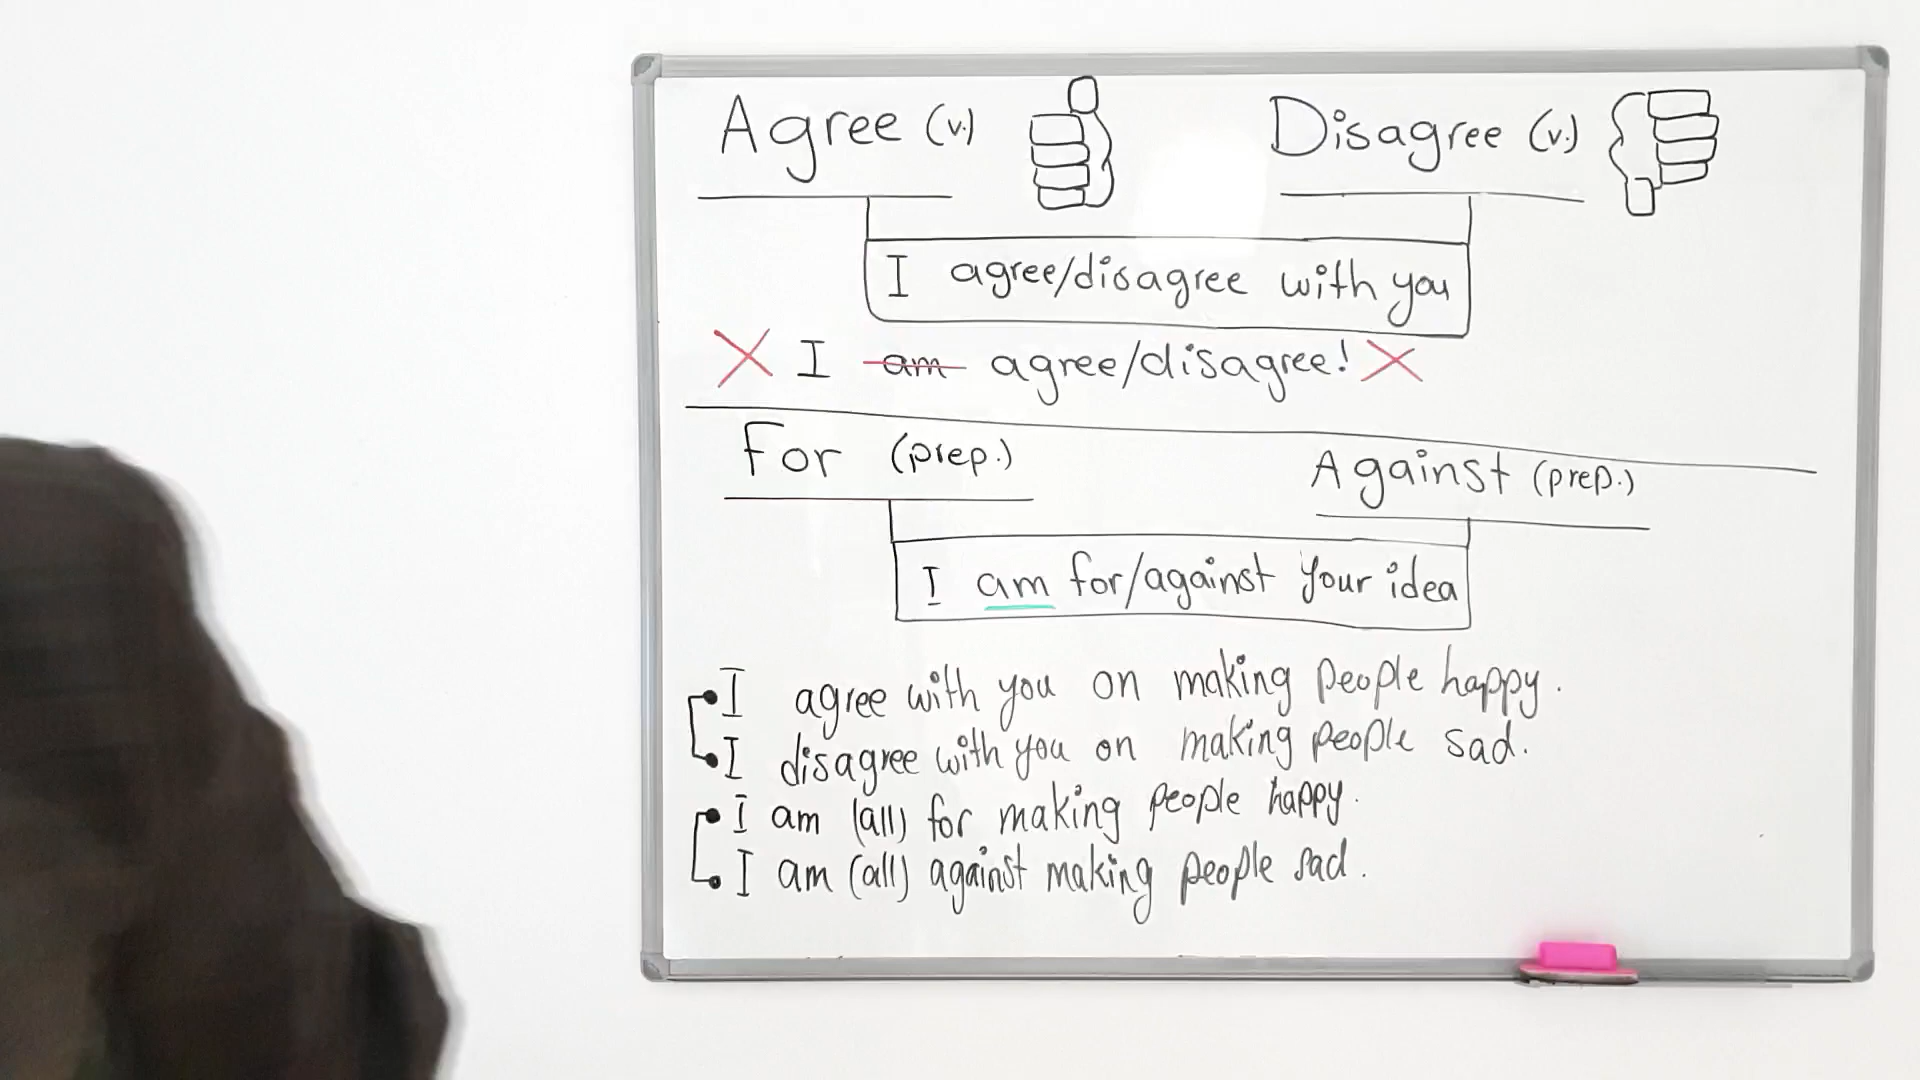 Agree (v.) Disagree (v.)
I agree/disagree with you
I am agree/disagree!
For (prep.) Against (prep.)
I am for/against your idea
I agree with you on making people happy.
I disagree with you on making people sad.
I am (all) for making people happy.
I am (all) against making people sad.